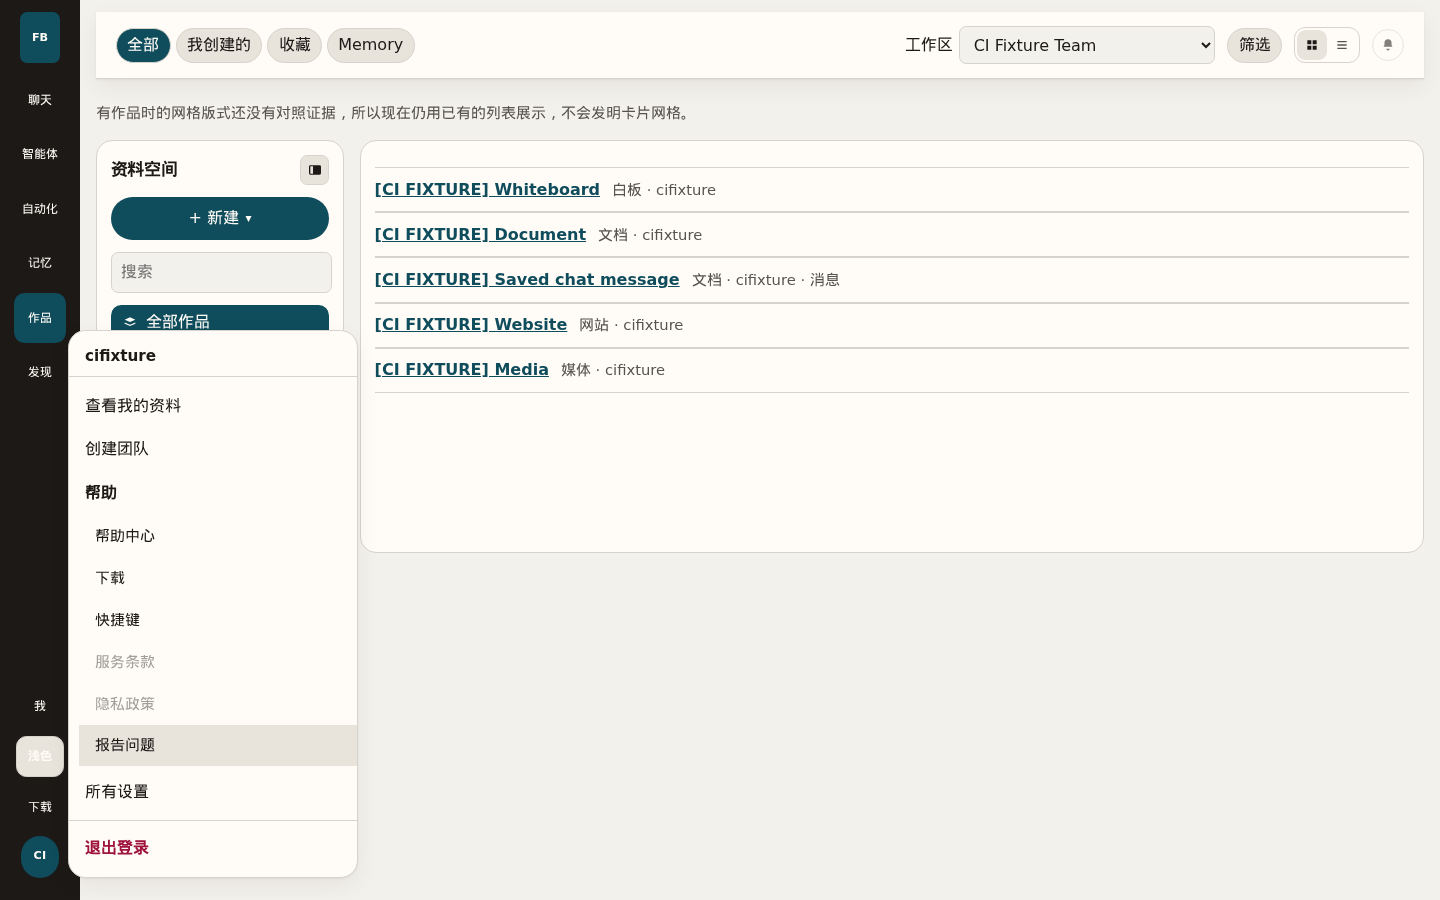 FB
聊天
智能体
自动化
记忆
作品
发现
我
浅色
下载
CI
全部 我创建的 收藏 Memory
工作区 CI Fixture Team 筛选
有作品时的网格版式还没有对照证据，所以现在仍用已有的列表展示，不会发明卡片网格。
资料空间
+ 新建 ▾
搜索
全部作品
[CI FIXTURE] Whiteboard 白板 · cifixture
[CI FIXTURE] Document 文档 · cifixture
[CI FIXTURE] Saved chat message 文档 · cifixture · 消息
[CI FIXTURE] Website 网站 · cifixture
[CI FIXTURE] Media 媒体 · cifixture
cifixture
查看我的资料
创建团队
帮助
帮助中心
下载
快捷键
服务条款
隐私政策
报告问题
所有设置
退出登录